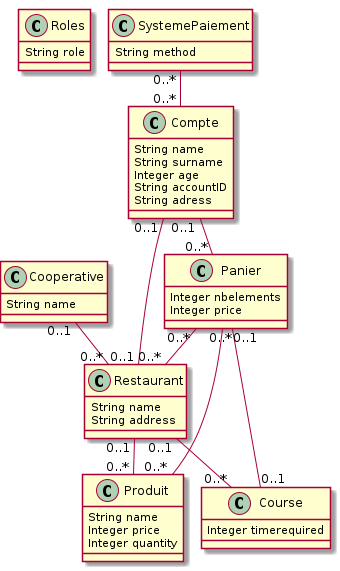 C Roles
String role
C SystemePaiement
String method
0..*
0..*
C Compte
String name
String surname
Integer age
String accountID
String adress
0..1 0..1
0..*
C Cooperative
String name
C Panier
Integer nbelements
Integer price
0..1
0..* 0..* 0..1
0..* 0..1 0..*
C Restaurant
String name
String address
0..1 0..1
0..* 0..*
0..* 0..1
C Produit
String name
Integer price
Integer quantity
C Course
Integer timerequired